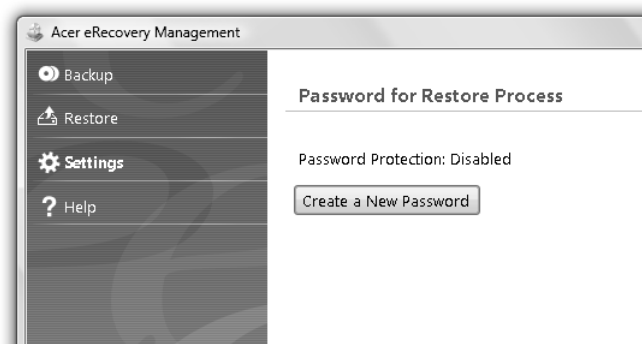 Acer eRecovery Management
Backup
Restore
Settings
? Help
Password for Restore Process
Password Protection: Disabled
Create a New Password